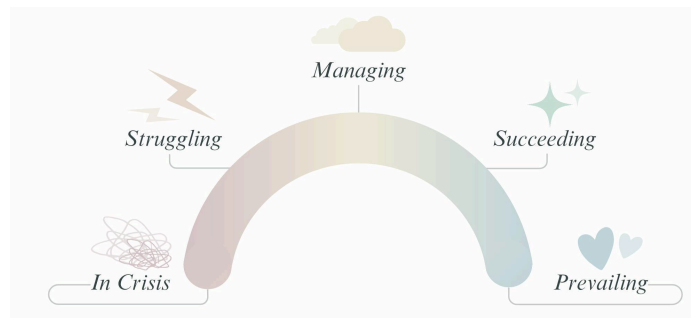 Managing
Struggling
Succeeding
In Crisis
Prevailing